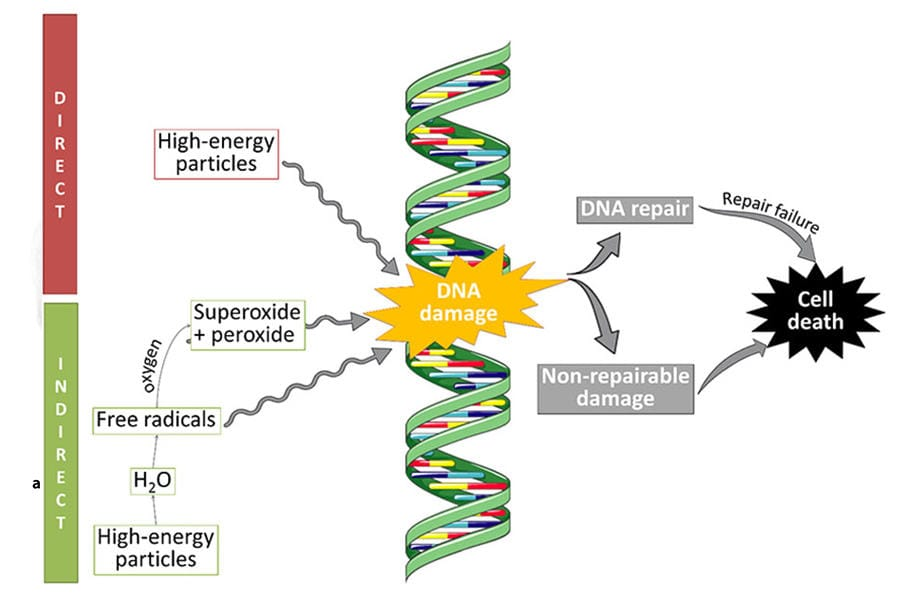 DIRECT
High-energy
particles
DNA
damage
DNA repair
Repair failure
Cell
death
Non-repairable
damage
INDIRECT
Superoxide
+ peroxide
oxygen
Free radicals
H₂O
High-energy
particles
a